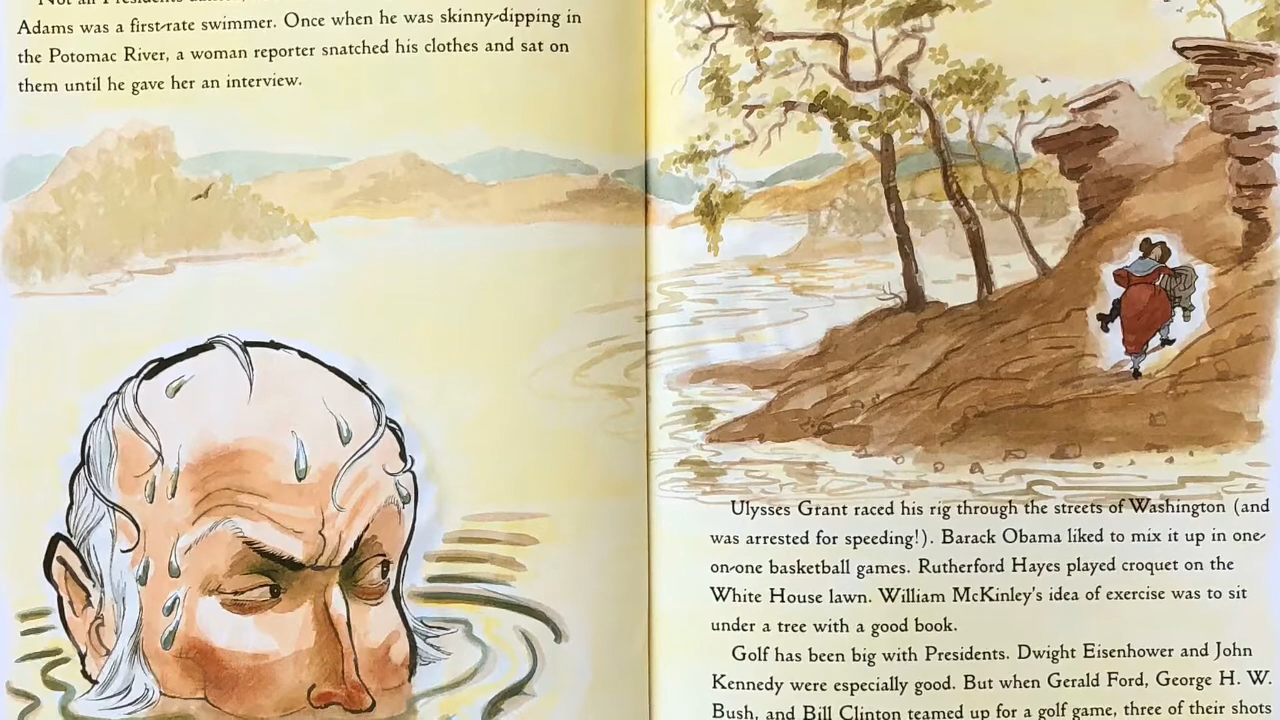 Not all Presidents
Adams was a first-rate swimmer. Once when he was skinny-dipping in
the Potomac River, a woman reporter snatched his clothes and sat on
them until he gave her an interview.
Ulysses Grant raced his rig through the streets of Washington (and
was arrested for speeding!). Barack Obama liked to mix it up in one-
on-one basketball games. Rutherford Hayes played croquet on the
White House lawn. William McKinley's idea of exercise was to sit
under a tree with a good book.
Golf has been big with Presidents. Dwight Eisenhower and John
Kennedy were especially good. But when Gerald Ford, George H. W.
Bush, and Bill Clinton teamed up for a golf game, three of their shots